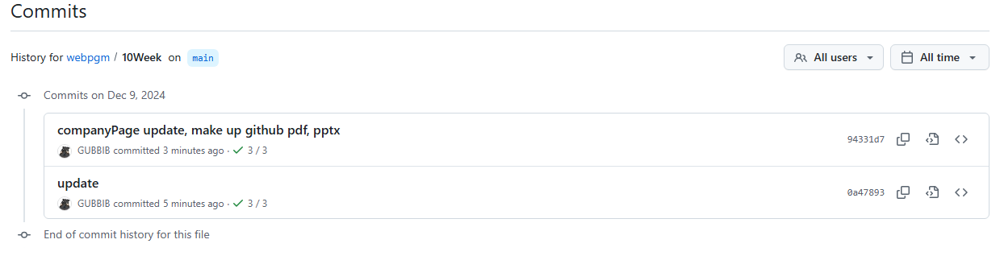 Commits
History for webpgm / 10Week on main
All users
All time
Commits on Dec 9, 2024
companyPage update, make up github pdf, pptx
GUBBIB committed 3 minutes ago · 3 / 3
94331d7
update
GUBBIB committed 5 minutes ago · 3 / 3
0a47893
End of commit history for this file